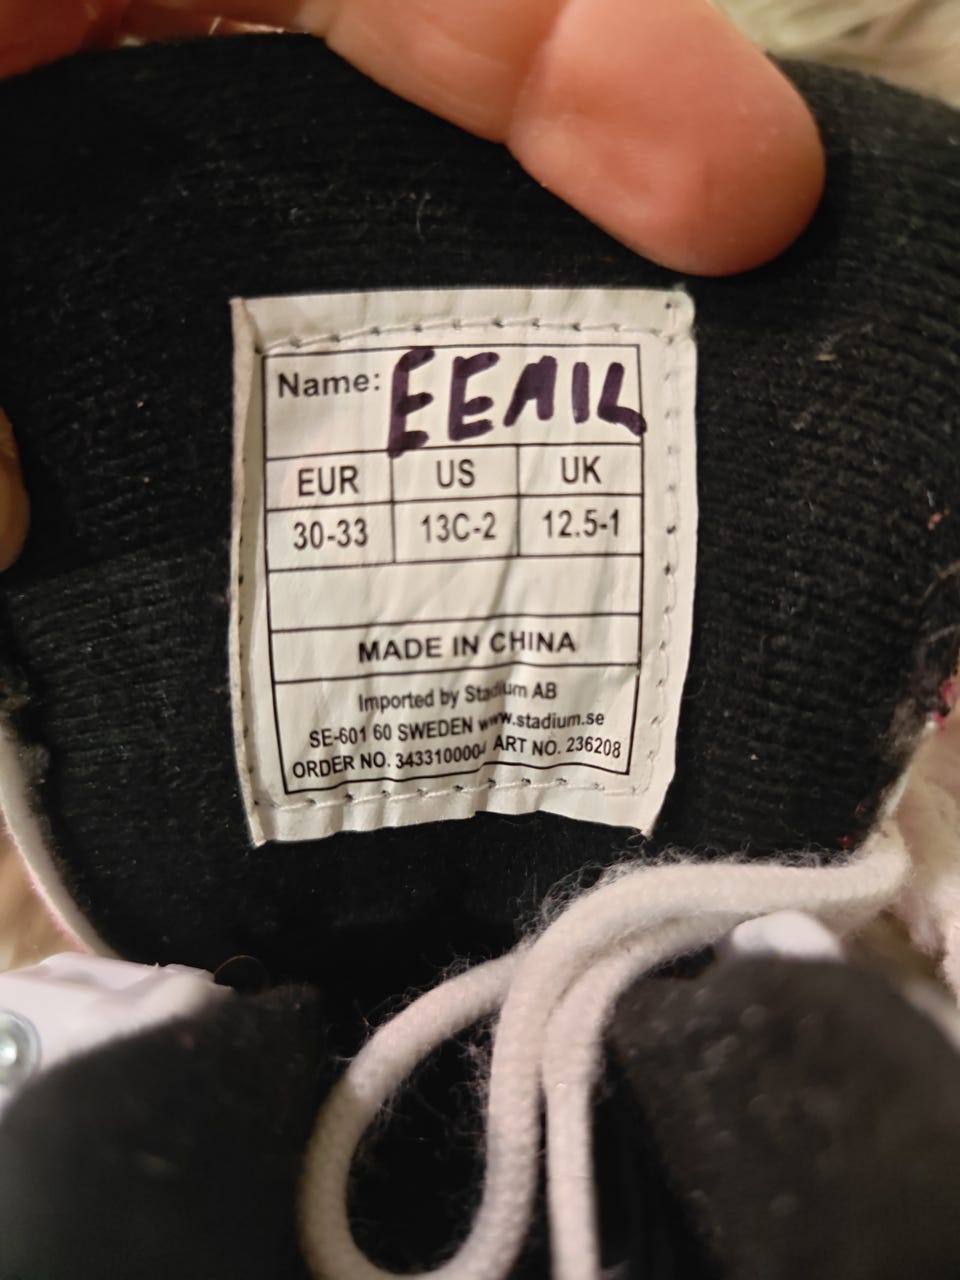 Name: EEMIL
EUR US UK
30-33 13C-2 12.5-1
MADE IN CHINA
Imported by Stadium AB
SE-601 60 SWEDEN www.stadium.se
ORDER NO. 3433100004 ART NO. 236208